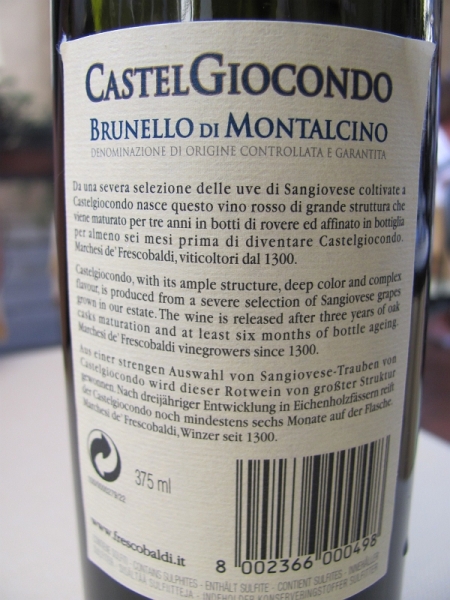 CASTELGIOCONDO
BRUNELLO DI MONTALCINO
DENOMINAZIONE DI ORIGINE CONTROLLATA E GARANTITA
Da una severa selezione delle uve di Sangiovese coltivate a
Castelgiocondo nasce questo vino rosso di grande struttura che
viene maturato per tre anni in botti di rovere ed affinato in bottiglia
per almeno sei mesi prima di diventare Castelgiocondo.
Marchesi de' Frescobaldi, viticoltori dal 1300.
Castelgiocondo, with its ample structure, deep color and complex
flavour, is produced from a severe selection of Sangiovese grapes
grown in our estate. The wine is released after three years of oak
casks maturation and at least six months of bottle ageing.
Marchesi de' Frescobaldi vinegrowers since 1300.
Aus einer strengen Auswahl von Sangiovese-Trauben von
Castelgiocondo wird dieser Rotwein von großter Struktur
gewonnen. Nach dreijähriger Entwicklung in Eichenholzfässern reift
der Castelgiocondo noch mindestens sechs Monate auf der Flasche.
Marchesi de' Frescobaldi, Winzer seit 1300.
375 ml
www.frescobaldi.it
8 002366 000498
CONTAINS SULPHITES - ENTHÄLT SULFITE - CONTIENT SULFITES -
SISÄLTÄÄ SULFIITTEJA - INDEHOLDER KONSERVERINGSSTOFFER